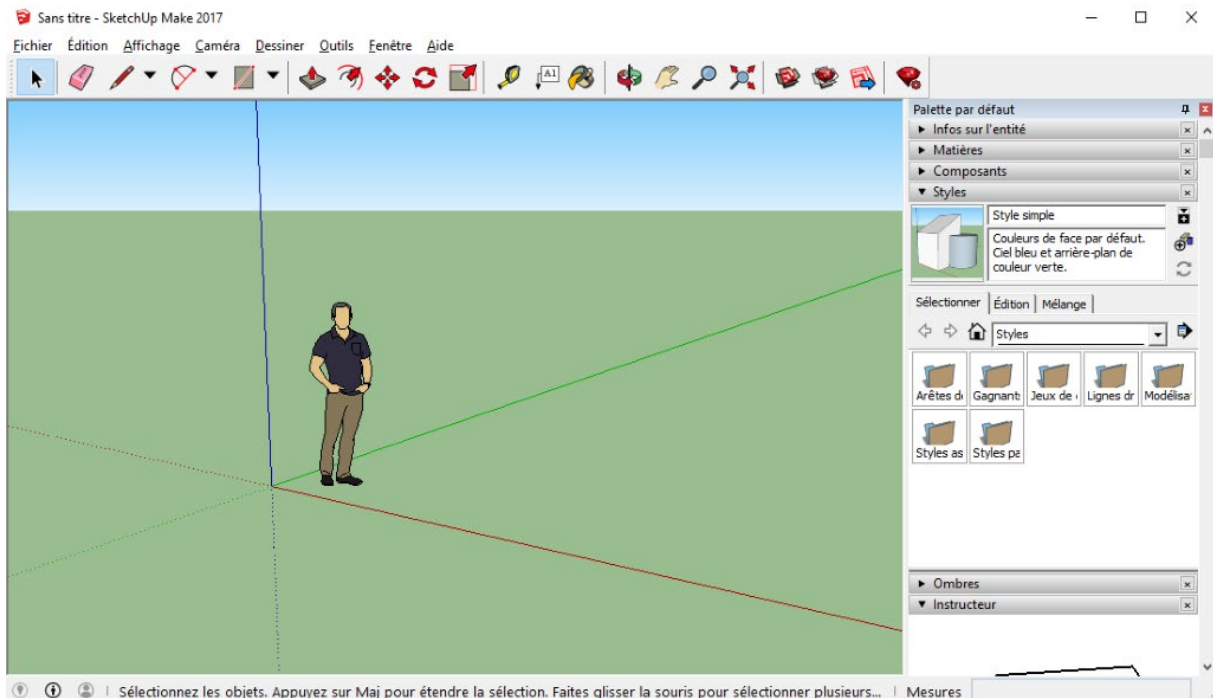 Sans titre - SketchUp Make 2017
Fichier Édition Affichage Caméra Dessiner Outils Fenêtre Aide
A1
Palette par défaut
Infos sur l'entité
Matières
Composants
Styles
Style simple
Couleurs de face par défaut.
Ciel bleu et arrière-plan de
couleur verte.
Sélectionner Édition Mélange
Styles
Arêtes d Gagnant Jeux de Lignes dr Modélisa
Styles as Styles pa
Ombres
Instructeur
Sélectionnez les objets. Appuyez sur Maj pour étendre la sélection. Faites glisser la souris pour sélectionner plusieurs... Mesures